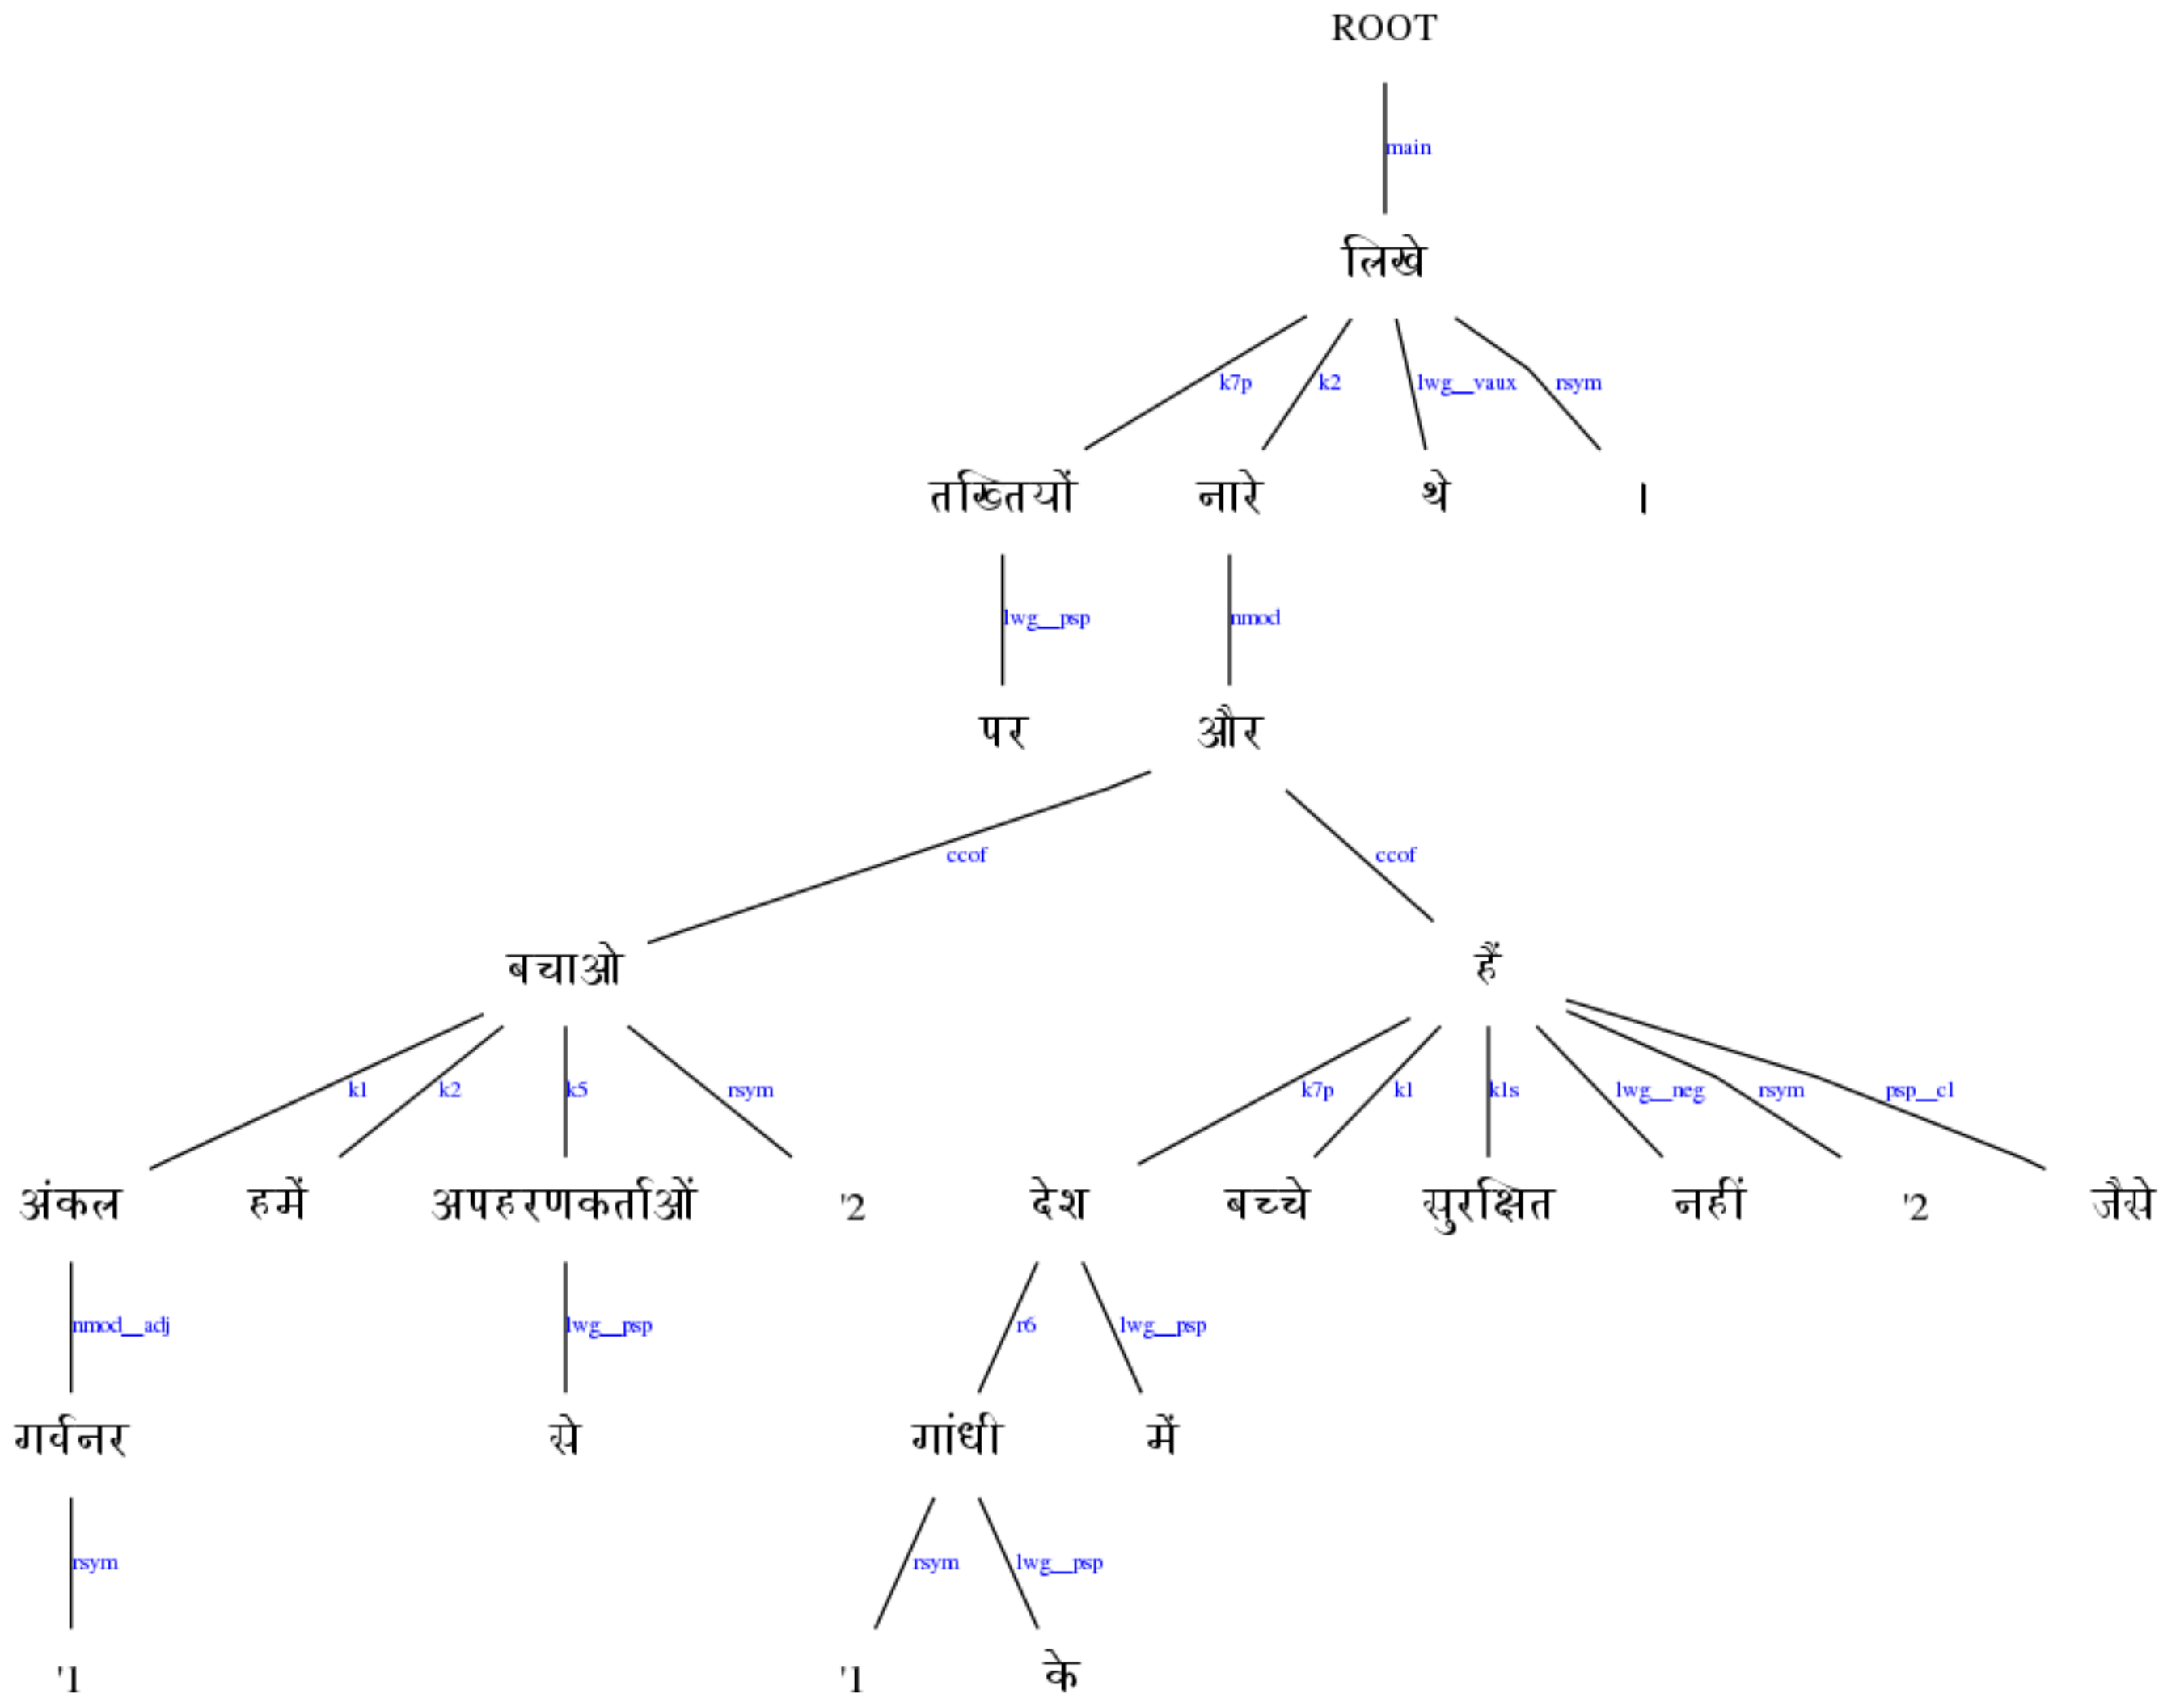 ROOT
main
लिखे
k7p k2 lwg__vaux rsym
तख्तियों नारे थे ।
lwg__psp nmod
पर और
ccof ccof
बचाओ हैं
k1 k2 k5 rsym k7p k1 k1s lwg__neg rsym psp__cl
अंकल हमें अपहरणकर्ताओं '2 देश बच्चे सुरक्षित नहीं '2 जैसे
nmod__adj lwg__psp r6 lwg__psp
गर्वनर से गांधी में
rsym rsym lwg__psp
'1 '1 के